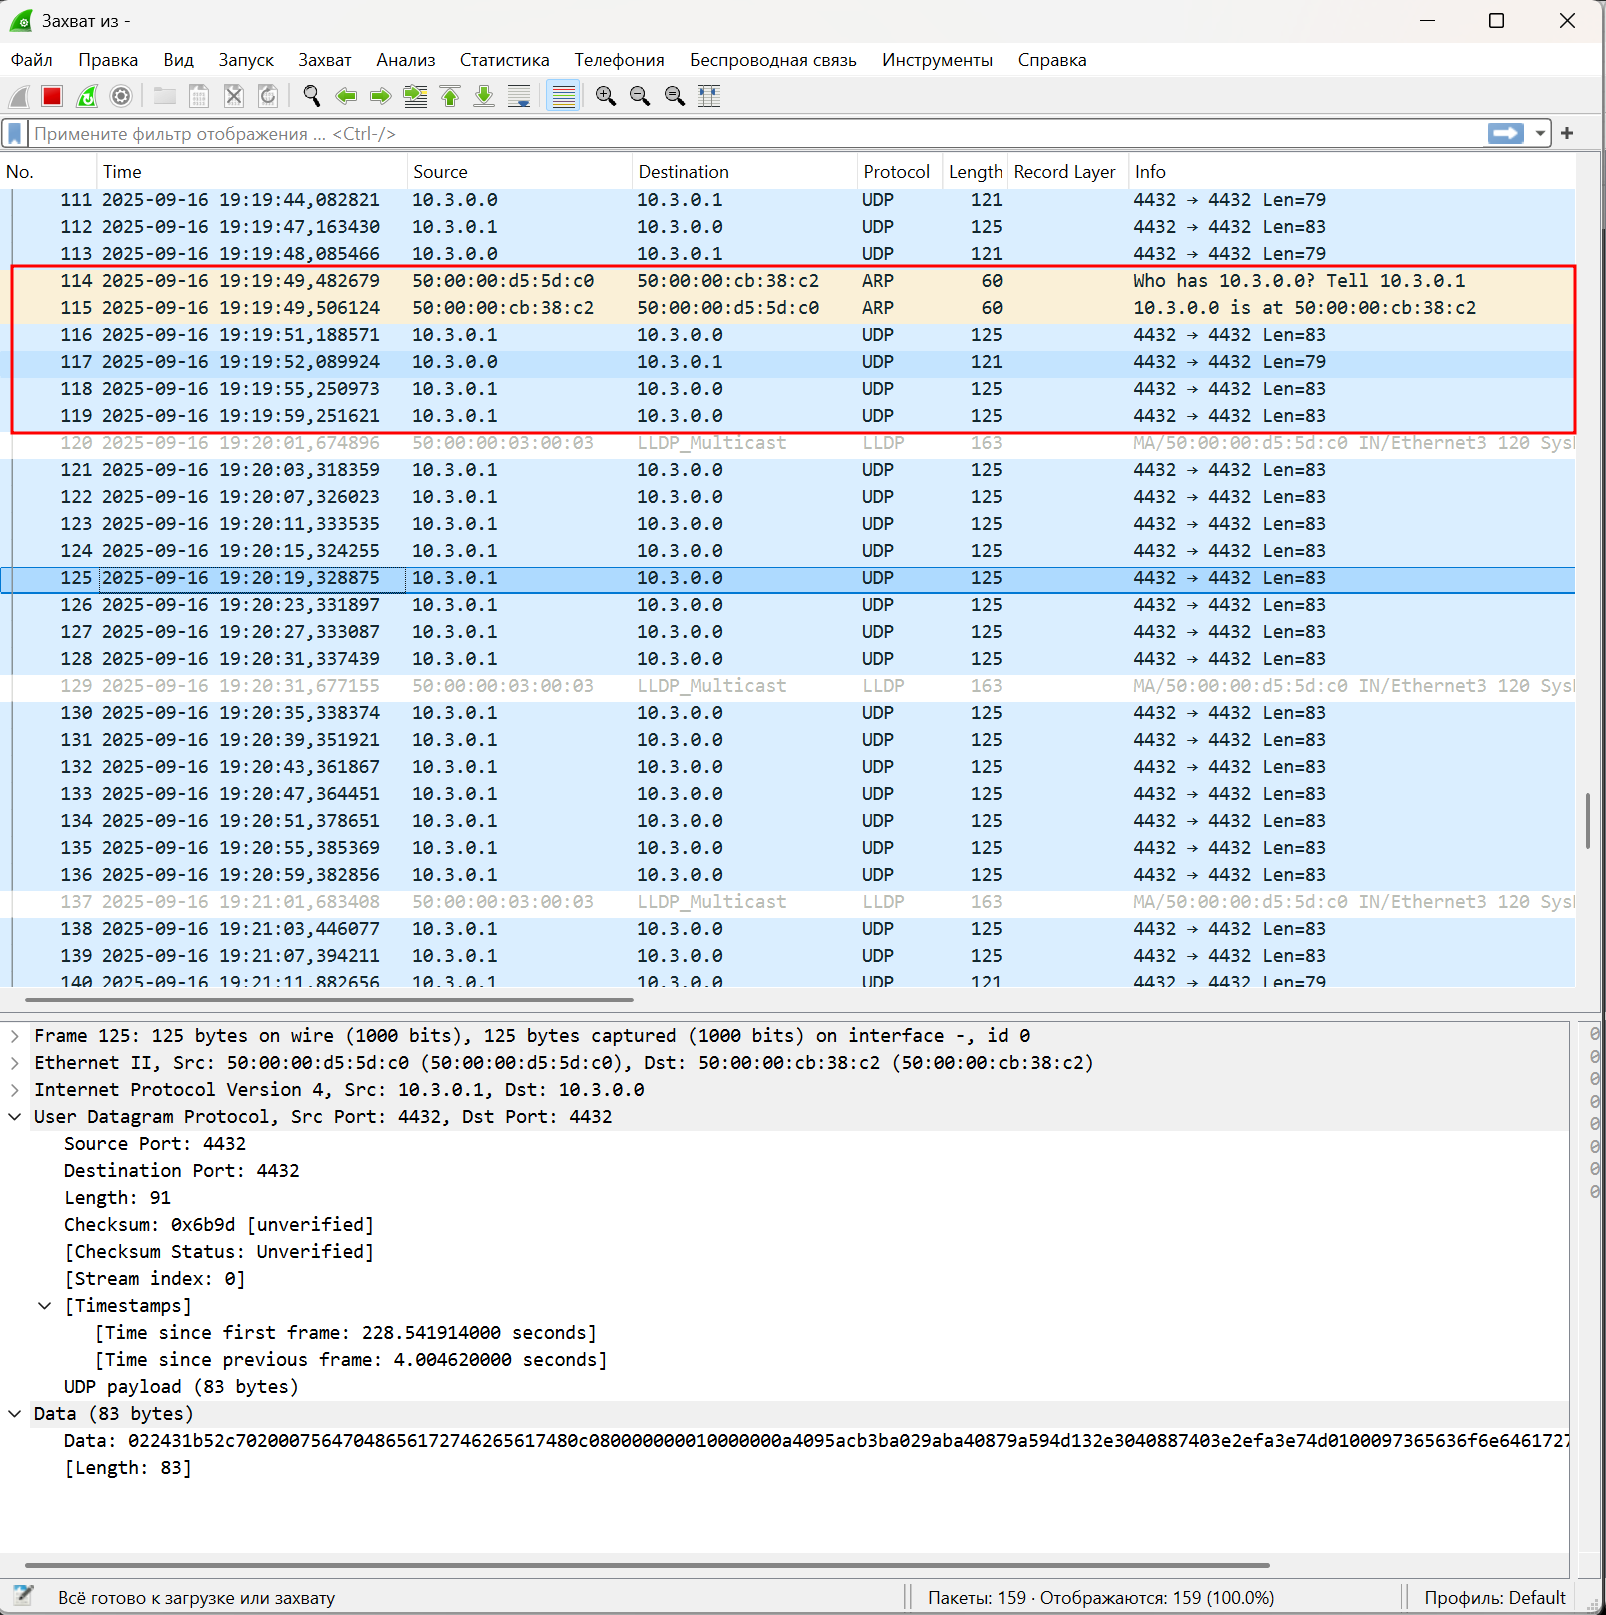 Захват из -
Файл Правка Вид Запуск Захват Анализ Статистика Телефония Беспроводная связь Инструменты Справка
Примените фильтр отображения ... <Ctrl-/>
No. Time Source Destination Protocol Length Record Layer Info
111 2025-09-16 19:19:44,082821 10.3.0.0 10.3.0.1 UDP 121 4432 → 4432 Len=79
112 2025-09-16 19:19:47,163430 10.3.0.1 10.3.0.0 UDP 125 4432 → 4432 Len=83
113 2025-09-16 19:19:48,085466 10.3.0.0 10.3.0.1 UDP 121 4432 → 4432 Len=79
114 2025-09-16 19:19:49,482679 50:00:00:d5:5d:c0 50:00:00:cb:38:c2 ARP 60 Who has 10.3.0.0? Tell 10.3.0.1
115 2025-09-16 19:19:49,506124 50:00:00:cb:38:c2 50:00:00:d5:5d:c0 ARP 60 10.3.0.0 is at 50:00:00:cb:38:c2
116 2025-09-16 19:19:51,188571 10.3.0.1 10.3.0.0 UDP 125 4432 → 4432 Len=83
117 2025-09-16 19:19:52,089924 10.3.0.0 10.3.0.1 UDP 121 4432 → 4432 Len=79
118 2025-09-16 19:19:55,250973 10.3.0.1 10.3.0.0 UDP 125 4432 → 4432 Len=83
119 2025-09-16 19:19:59,251621 10.3.0.1 10.3.0.0 UDP 125 4432 → 4432 Len=83
120 2025-09-16 19:20:01,674896 50:00:00:03:00:03 LLDP_Multicast LLDP 163 MA/50:00:00:d5:5d:c0 IN/Ethernet3 120 Sys
121 2025-09-16 19:20:03,318359 10.3.0.1 10.3.0.0 UDP 125 4432 → 4432 Len=83
122 2025-09-16 19:20:07,326023 10.3.0.1 10.3.0.0 UDP 125 4432 → 4432 Len=83
123 2025-09-16 19:20:11,333535 10.3.0.1 10.3.0.0 UDP 125 4432 → 4432 Len=83
124 2025-09-16 19:20:15,324255 10.3.0.1 10.3.0.0 UDP 125 4432 → 4432 Len=83
125 2025-09-16 19:20:19,328875 10.3.0.1 10.3.0.0 UDP 125 4432 → 4432 Len=83
126 2025-09-16 19:20:23,331897 10.3.0.1 10.3.0.0 UDP 125 4432 → 4432 Len=83
127 2025-09-16 19:20:27,333087 10.3.0.1 10.3.0.0 UDP 125 4432 → 4432 Len=83
128 2025-09-16 19:20:31,337439 10.3.0.1 10.3.0.0 UDP 125 4432 → 4432 Len=83
129 2025-09-16 19:20:31,677155 50:00:00:03:00:03 LLDP_Multicast LLDP 163 MA/50:00:00:d5:5d:c0 IN/Ethernet3 120 Sys
130 2025-09-16 19:20:35,338374 10.3.0.1 10.3.0.0 UDP 125 4432 → 4432 Len=83
131 2025-09-16 19:20:39,351921 10.3.0.1 10.3.0.0 UDP 125 4432 → 4432 Len=83
132 2025-09-16 19:20:43,361867 10.3.0.1 10.3.0.0 UDP 125 4432 → 4432 Len=83
133 2025-09-16 19:20:47,364451 10.3.0.1 10.3.0.0 UDP 125 4432 → 4432 Len=83
134 2025-09-16 19:20:51,378651 10.3.0.1 10.3.0.0 UDP 125 4432 → 4432 Len=83
135 2025-09-16 19:20:55,385369 10.3.0.1 10.3.0.0 UDP 125 4432 → 4432 Len=83
136 2025-09-16 19:20:59,382856 10.3.0.1 10.3.0.0 UDP 125 4432 → 4432 Len=83
137 2025-09-16 19:21:01,683408 50:00:00:03:00:03 LLDP_Multicast LLDP 163 MA/50:00:00:d5:5d:c0 IN/Ethernet3 120 Sys
138 2025-09-16 19:21:03,446077 10.3.0.1 10.3.0.0 UDP 125 4432 → 4432 Len=83
139 2025-09-16 19:21:07,394211 10.3.0.1 10.3.0.0 UDP 125 4432 → 4432 Len=83
140 2025-09-16 19:21:11,882656 10.3.0.1 10.3.0.0 UDP 121 4432 → 4432 Len=79
Frame 125: 125 bytes on wire (1000 bits), 125 bytes captured (1000 bits) on interface -, id 0
Ethernet II, Src: 50:00:00:d5:5d:c0 (50:00:00:d5:5d:c0), Dst: 50:00:00:cb:38:c2 (50:00:00:cb:38:c2)
Internet Protocol Version 4, Src: 10.3.0.1, Dst: 10.3.0.0
User Datagram Protocol, Src Port: 4432, Dst Port: 4432
Source Port: 4432
Destination Port: 4432
Length: 91
Checksum: 0x6b9d [unverified]
[Checksum Status: Unverified]
[Stream index: 0]
[Timestamps]
[Time since first frame: 228.541914000 seconds]
[Time since previous frame: 4.004620000 seconds]
UDP payload (83 bytes)
Data (83 bytes)
Data: 022431b52c70200075647048656172746265617480c080000000010000000a4095acb3ba029aba40879a594d132e3040887403e2efa3e74d0100097365636f6e6461727
[Length: 83]
Всё готово к загрузке или захвату
Пакеты: 159 · Отображаются: 159 (100.0%)
Профиль: Default